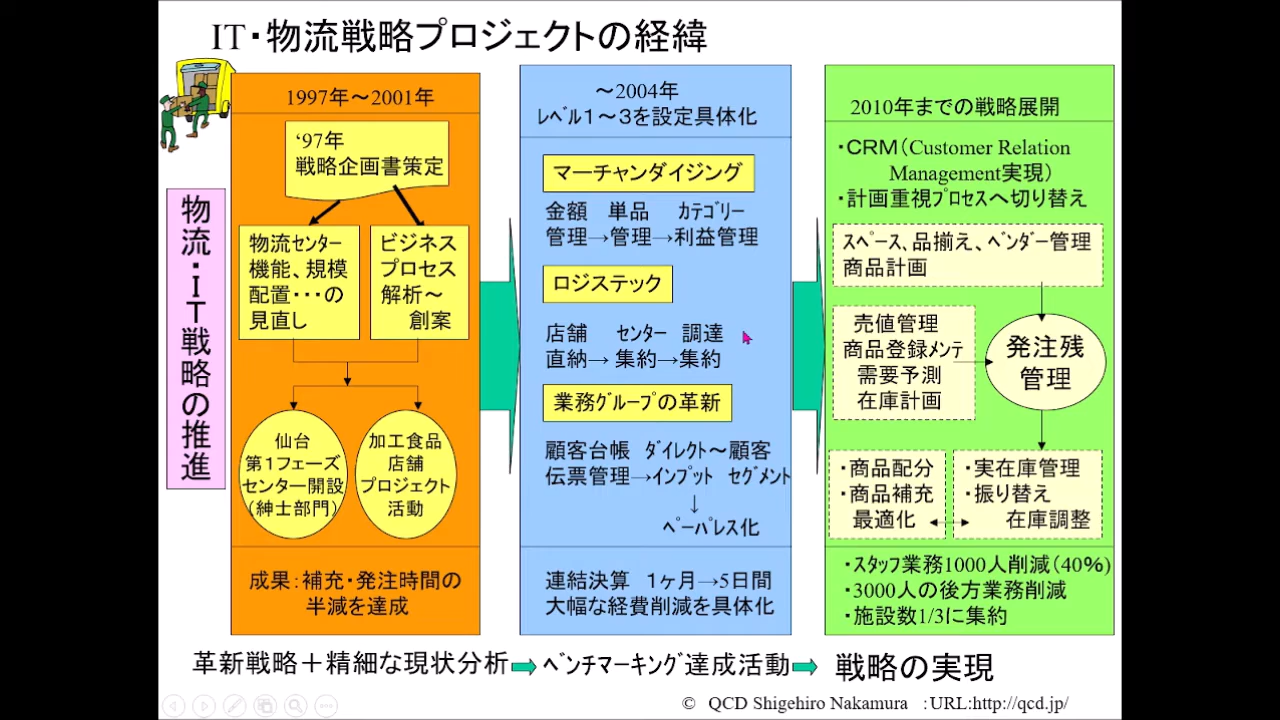 IT・物流戦略プロジェクトの経緯
物流・IT戦略の推進
1997年～2001年
‘97年
戦略企画書策定
物流センター
機能、規模
配置・・・の
見直し
ビジネス
プロセス
解析～
創案
仙台
第1フェーズ
センター開設
（紳士部門）
加工食品
店舗
プロジェクト
活動
成果：補充・発注時間の
半減を達成
～2004年
ﾚﾍﾞﾙ１～３を設定具体化
マーチャンダイジング
金額　単品　ｶﾃｺﾞﾘｰ
管理→管理→利益管理
ロジステック
店舗　ｾﾝﾀｰ　調達
直納→ 集約→集約
業務ｸﾞﾙｰﾌﾟの革新
顧客台帳　ﾀﾞｲﾚｸﾄ～顧客
伝票管理→ｲﾝﾌﾟｯﾄ　ｾｸﾞﾒﾝﾄ
↓
ﾍﾟｰﾊﾟﾚｽ化
連結決算　１ヶ月→5日間
大幅な経費削減を具体化
2010年までの戦略展開
・CRM（Customer Relation
Management実現）
・計画重視ﾌﾟﾛｾｽへ切り替え
ｽﾍﾟｰｽ、品揃え、ﾍﾞﾝﾀﾞｰ管理
商品計画
売値管理
商品登録ﾒﾝﾃ
需要予測
在庫計画
発注残
管理
・商品配分
・商品補充
最適化
・実在庫管理
・振り替え
在庫調整
・ｽﾀｯﾌ業務1000人削減（40％）
・3000人の後方業務削減
・施設数1/3に集約
革新戦略＋精細な現状分析 ➡ ﾍﾞﾝﾁﾏｰｷﾝｸﾞ達成活動 ➡ 戦略の実現
© QCD Shigehiro Nakamura :URL:http://qcd.jp/